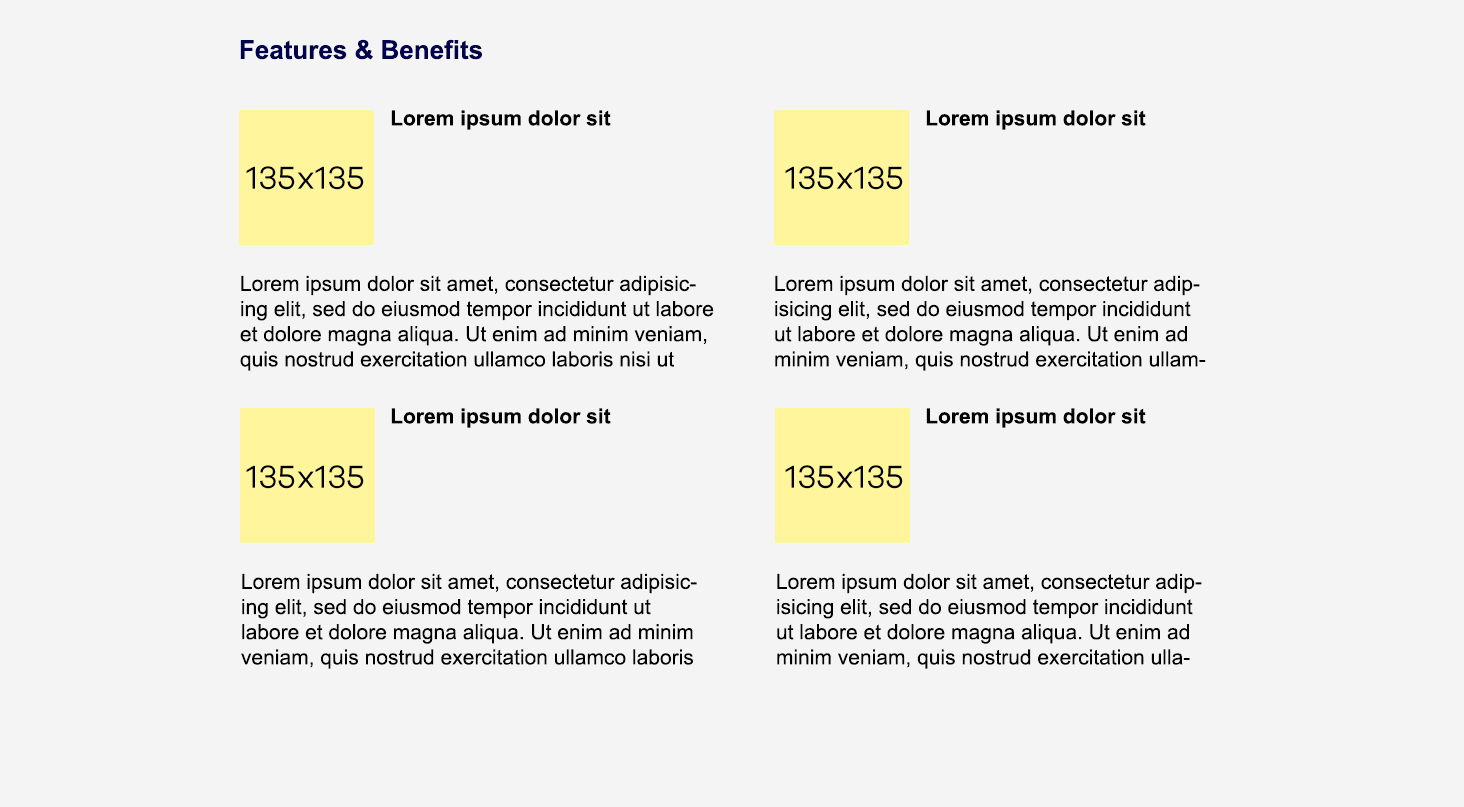 Features & Benefits
135x135
Lorem ipsum dolor sit
Lorem ipsum dolor sit amet, consectetur adipisic-
ing elit, sed do eiusmod tempor incididunt ut labore
et dolore magna aliqua. Ut enim ad minim veniam,
quis nostrud exercitation ullamco laboris nisi ut
135x135
Lorem ipsum dolor sit
Lorem ipsum dolor sit amet, consectetur adip-
isicing elit, sed do eiusmod tempor incididunt
ut labore et dolore magna aliqua. Ut enim ad
minim veniam, quis nostrud exercitation ullam-
135x135
Lorem ipsum dolor sit
Lorem ipsum dolor sit amet, consectetur adipisic-
ing elit, sed do eiusmod tempor incididunt ut
labore et dolore magna aliqua. Ut enim ad minim
veniam, quis nostrud exercitation ullamco laboris
135x135
Lorem ipsum dolor sit
Lorem ipsum dolor sit amet, consectetur adip-
isicing elit, sed do eiusmod tempor incididunt
ut labore et dolore magna aliqua. Ut enim ad
minim veniam, quis nostrud exercitation ulla-